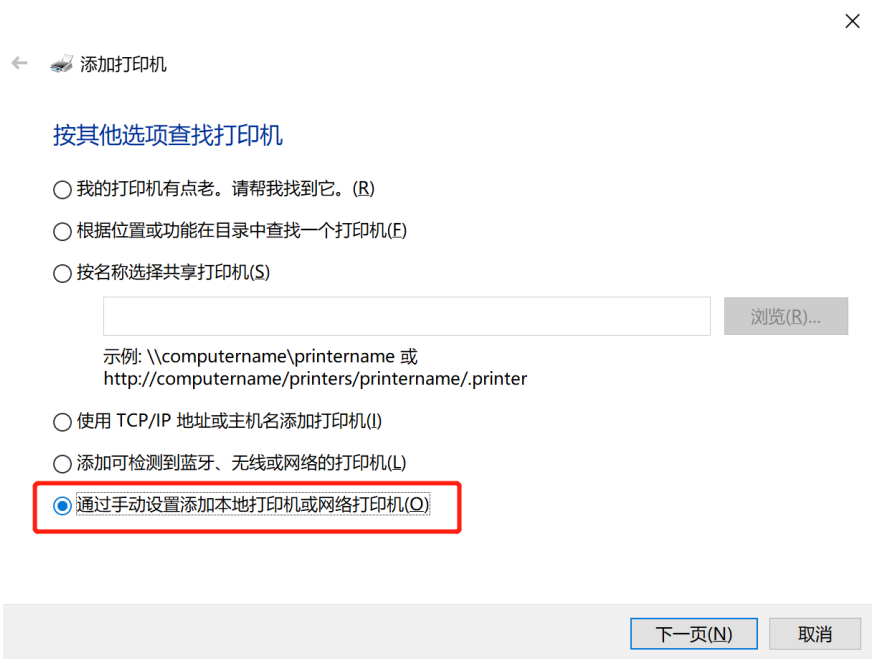 添加打印机
按其他选项查找打印机
我的打印机有点老。请帮我找到它。(R)
根据位置或功能在目录中查找一个打印机(F)
按名称选择共享打印机(S)
浏览(R)...
示例: \\computername\printername 或
http://computername/printers/printername/.printer
使用 TCP/IP 地址或主机名添加打印机(I)
添加可检测到蓝牙、无线或网络的打印机(L)
通过手动设置添加本地打印机或网络打印机(O)
下一页(N)
取消